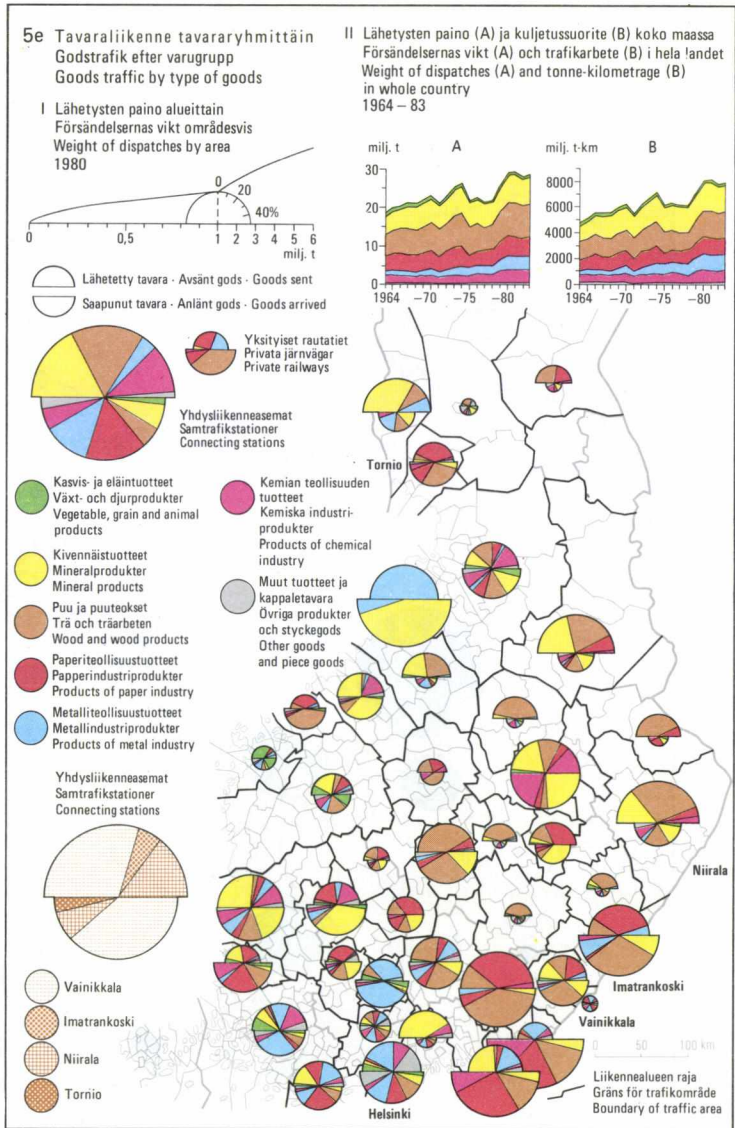 5e Tavaraliikenne tavararyhmittäin
Godstrafik efter varugrupp
Goods traffic by type of goods
I Lähetysten paino alueittain
Försändelsernas vikt områdesvis
Weight of dispatches by area
1980
0
20
40%
0 0,5 1 2 3 4 5 6
milj. t
Lähetetty tavara · Avsänt gods · Goods sent
Saapunut tavara · Anlänt gods · Goods arrived
II Lähetysten paino (A) ja kuljetussuorite (B) koko maassa
Försändelsernas vikt (A) och trafikarbete (B) i hela landet
Weight of dispatches (A) and tonne-kilometrage (B)
in whole country
1964 – 83
milj. t A
30
20
10
0
1964 –70 –75 –80
milj. t·km B
8000
6000
4000
2000
0
1964 –70 –75 –80
Yksityiset rautatiet
Privata järnvägar
Private railways
Yhdysliikenneasemat
Samtrafikstationer
Connecting stations
Kasvis- ja eläintuotteet
Växt- och djurprodukter
Vegetable, grain and animal
products
Kivennäistuotteet
Mineralprodukter
Mineral products
Puu ja puuteokset
Trä och träarbeten
Wood and wood products
Paperiteollisuustuotteet
Papperindustriprodukter
Products of paper industry
Metalliteollisuustuotteet
Metallindustriprodukter
Products of metal industry
Kemian teollisuuden
tuotteet
Kemiska industri-
produkter
Products of chemical
industry
Muut tuotteet ja
kappaletavara
Övriga produkter
och styckegods
Other goods
and piece goods
Yhdysliikenneasemat
Samtrafikstationer
Connecting stations
Vainikkala
Imatrankoski
Niirala
Tornio
Tornio
Niirala
Imatrankoski
Vainikkala
Helsinki
0 50 100 km
Liikennealueen raja
Gräns för trafikområde
Boundary of traffic area